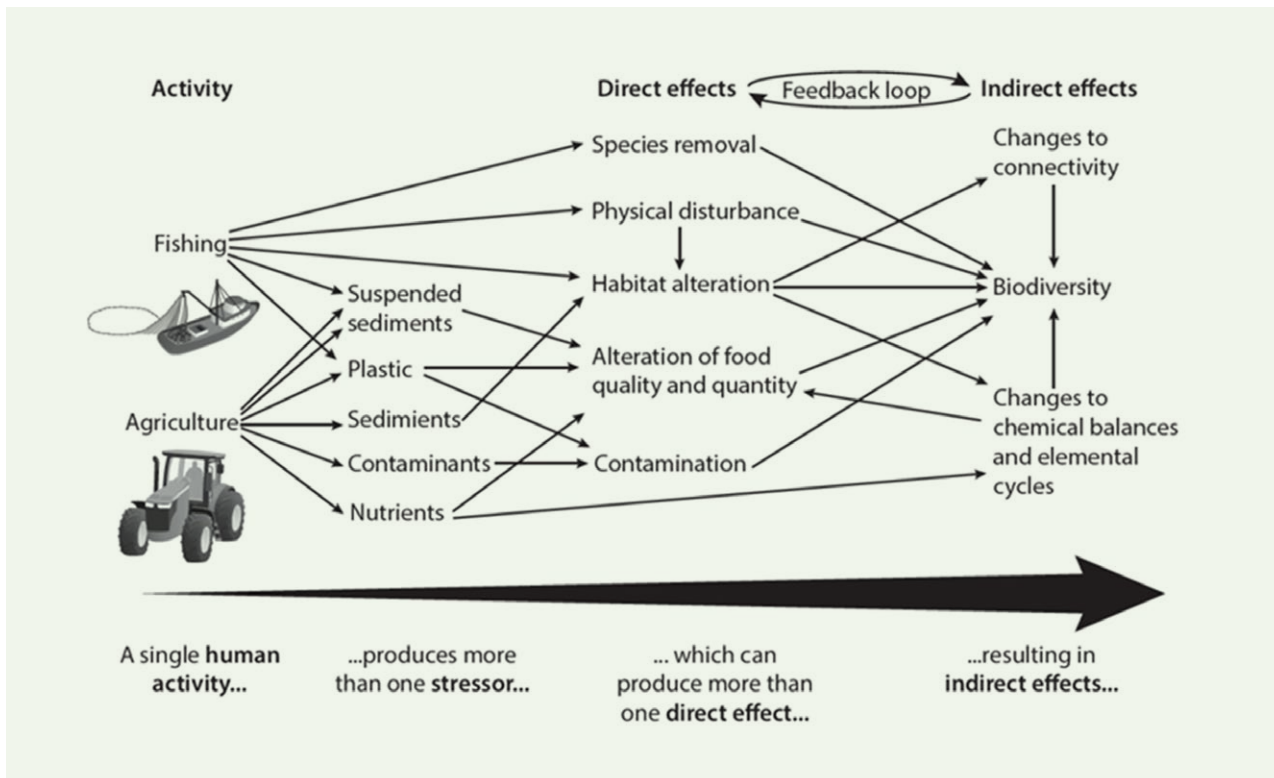 Activity
Direct effects
Feedback loop
Indirect effects
Species removal
Changes to
connectivity
Physical disturbance
Fishing
Habitat alteration
Biodiversity
Suspended
sediments
Alteration of food
quality and quantity
Plastic
Changes to
chemical balances
and elemental
cycles
Agriculture
Sedimients
Contaminants
Contamination
Nutrients
A single human
activity...
...produces more
than one stressor...
... which can
produce more than
one direct effect...
...resulting in
indirect effects...